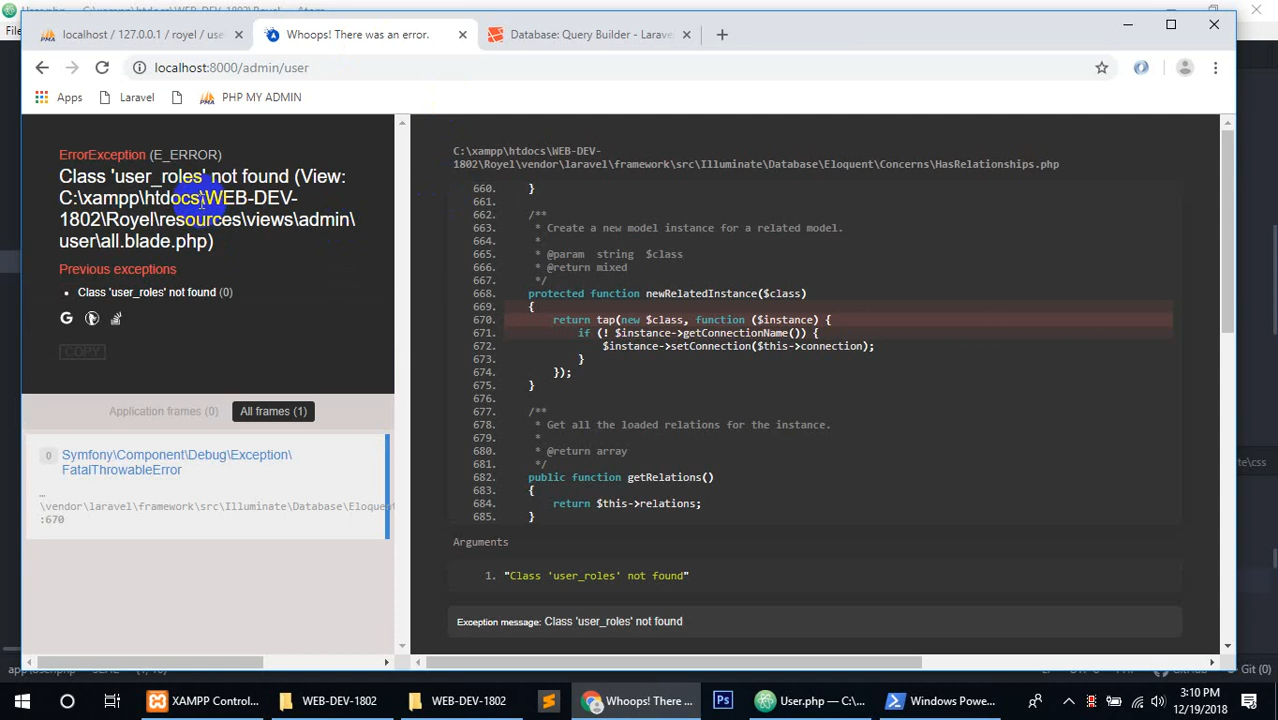 File
localhost / 127.0.0.1 / royel / use
Whoops! There was an error.
Database: Query Builder - Larave
localhost:8000/admin/user
Apps
Laravel
PHP MY ADMIN
ErrorException (E_ERROR)
Class 'user_roles' not found (View:
C:\xampp\htdocs\WEB-DEV-
1802\Royel\resources\views\admin\
user\all.blade.php)
Previous exceptions
• Class 'user_roles' not found (0)
COPY
Application frames (0)
All frames (1)
0
Symfony\Component\Debug\Exception\
FatalThrowableError
…
\vendor\laravel\framework\src\Illuminate\Database\Eloquent
:670
C:\xampp\htdocs\WEB-DEV-
1802\Royel\vendor\laravel\framework\src\Illuminate\Database\Eloquent\Concerns\HasRelationships.php
660. }
661.
662. /**
663. * Create a new model instance for a related model.
664. *
665. * @param string $class
666. * @return mixed
667. */
668. protected function newRelatedInstance($class)
669. {
670. return tap(new $class, function ($instance) {
671. if (! $instance->getConnectionName()) {
672. $instance->setConnection($this->connection);
673. }
674. });
675. }
676.
677. /**
678. * Get all the loaded relations for the instance.
679. *
680. * @return array
681. */
682. public function getRelations()
683. {
684. return $this->relations;
685. }
Arguments
1. "Class 'user_roles' not found"
Exception message: Class 'user_roles' not found
Git (0)
XAMPP Control...
WEB-DEV-1802
WEB-DEV-1802
Whoops! There ...
Ps
User.php — C:\...
Windows Powe...
3:10 PM
12/19/2018